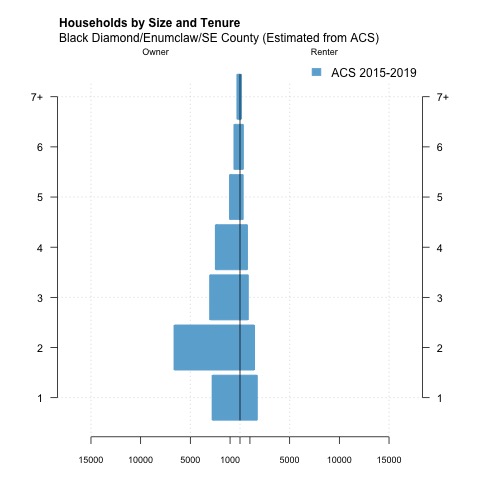 Households by Size and Tenure
Black Diamond/Enumclaw/SE County (Estimated from ACS)
Owner Renter
ACS 2015-2019
7+ 7+
6 6
5 5
4 4
3 3
2 2
1 1
15000 10000 5000 1000 5000 10000 15000